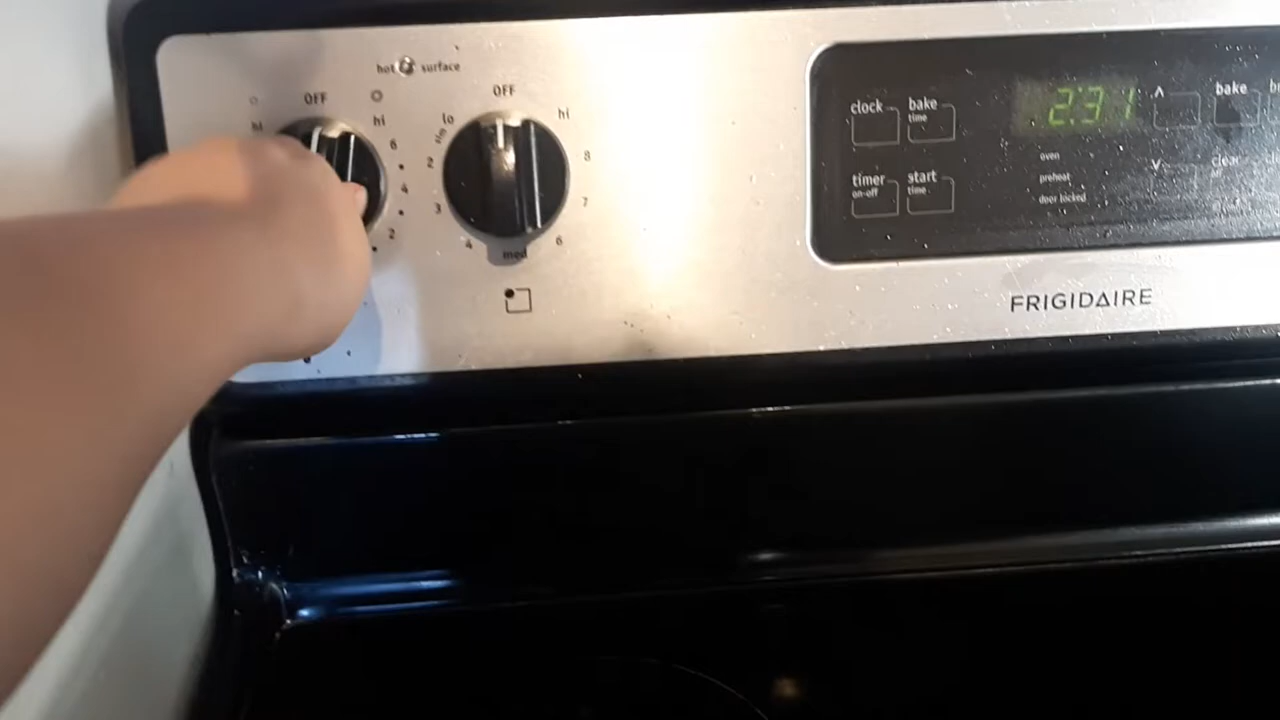 hot surface
OFF
hi
hi
6
4
2
OFF
lo
hi
2
3
4
med
6
7
8
clock
bake
time
2:31
bake
timer
on-off
start
time
oven
preheat
door locked
clear
FRIGIDAIRE